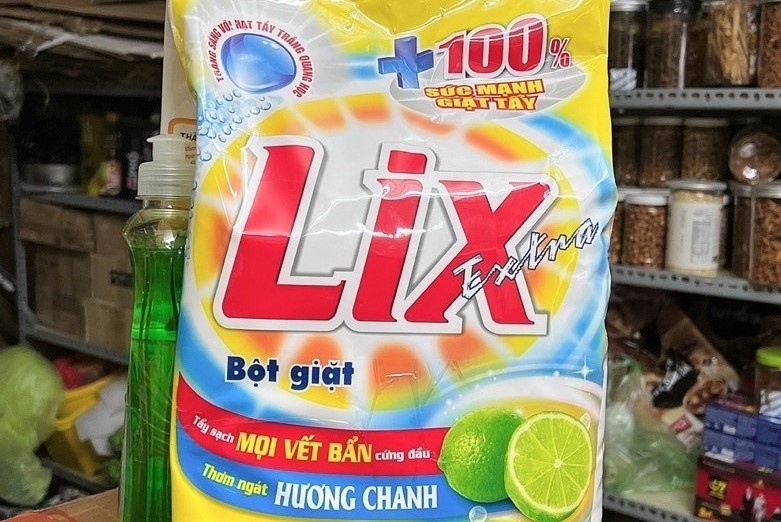 TRẮNG SÁNG VỚI HẠT TẨY TRẮNG QUANG HỌC
+100%
SỨC MẠNH
GIẶT TẨY
Lix
Extra
Bột giặt
Tẩy sạch MỌI VẾT BẨN cứng đầu
Thơm ngát HƯƠNG CHANH